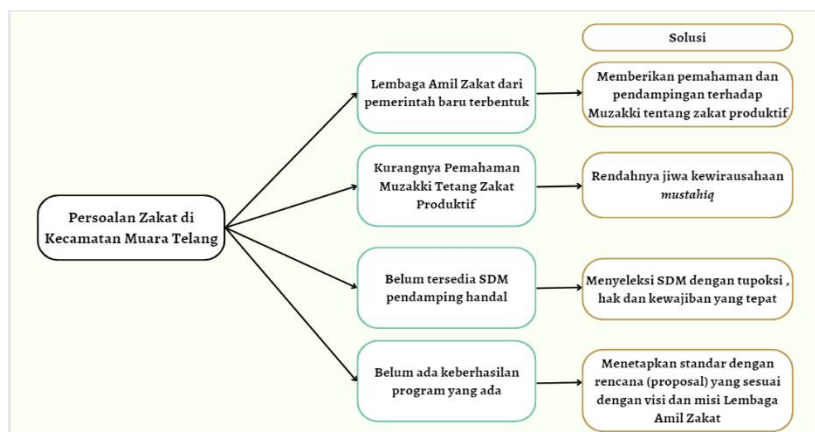 Solusi
Lembaga Amil Zakat dari
pemerintah baru terbentuk
Memberikan pemahaman dan
pendampingan terhadap
Muzakki tentang zakat produktif
Kurangnya Pemahaman
Muzakki Tetang Zakat
Produktif
Rendahnya jiwa kewirausahaan
mustahiq
Persoalan Zakat di
Kecamatan Muara Telang
Belum tersedia SDM
pendamping handal
Menyeleksi SDM dengan tupoksi ,
hak dan kewajiban yang tepat
Belum ada keberhasilan
program yang ada
Menetapkan standar dengan
rencana (proposal) yang sesuai
dengan visi dan misi Lembaga
Amil Zakat